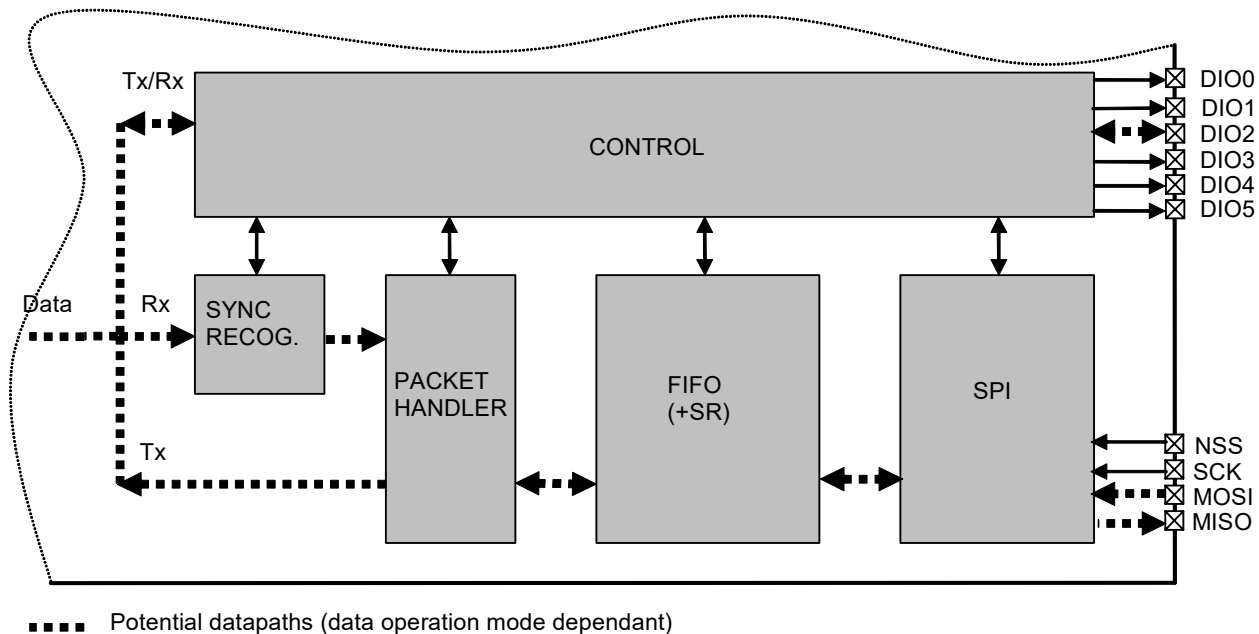 Tx/Rx
CONTROL
DIO0
DIO1
DIO2
DIO3
DIO4
DIO5
Data
Rx
SYNC
RECOG.
PACKET
HANDLER
FIFO
(+SR)
SPI
Tx
NSS
SCK
MOSI
MISO
Potential datapaths (data operation mode dependant)